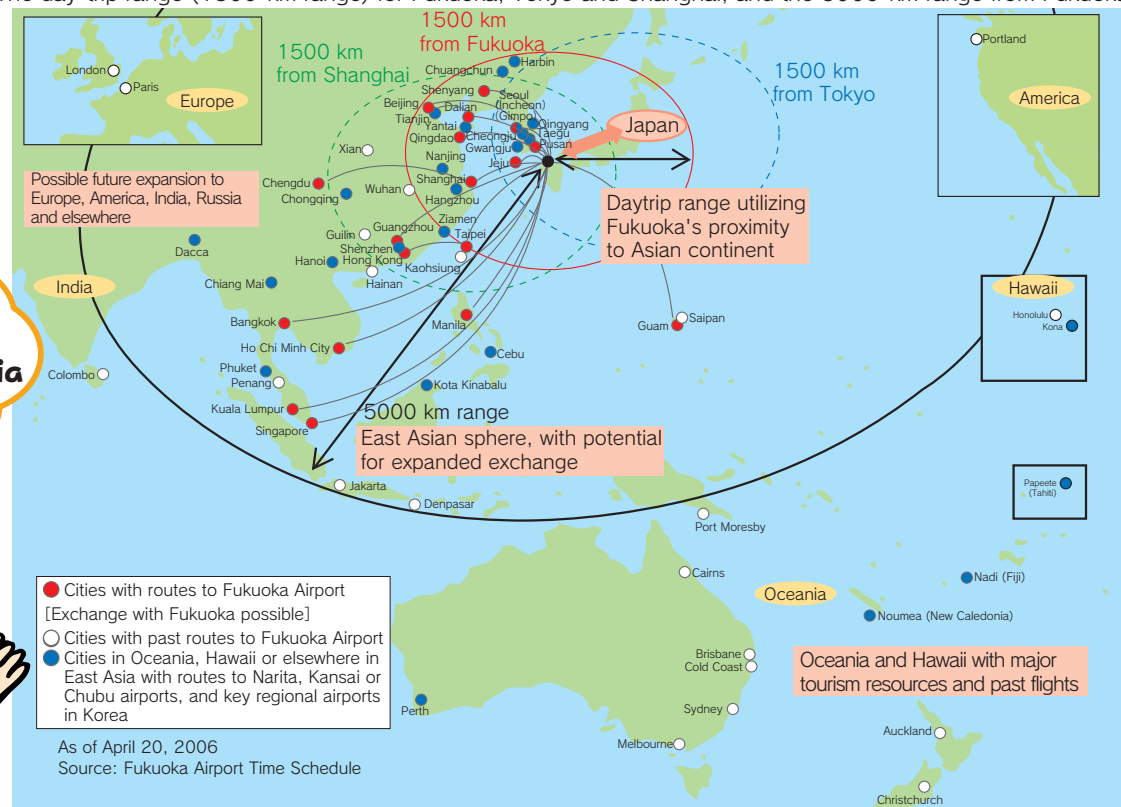 1500 km
from Fukuoka
1500 km
from Shanghai
1500 km
from Tokyo
London
Paris
Europe
Portland
America
Possible future expansion to
Europe, America, India, Russia
and elsewhere
Harbin
Chuangchun
Shenyang
Seoul
(Incheon)
(Gimpo)
Beijing
Dalian
Tianjin
Yantai
Qingdao
Cheongju
Qingyang
Taegu
Pusan
Gwangju
Jeju
Japan
Xian
Nanjing
Chengdu
Shanghai
Chongqing
Wuhan
Hangzhou
Ziamen
Guilin
Guangzhou
Taipei
Shenzhen
Hanoi
Hong Kong
Kaohsiung
Hainan
Dacca
Chiang Mai
India
Daytrip range utilizing
Fukuoka's proximity
to Asian continent
Hawaii
Honolulu
Kona
Bangkok
Manila
Guam
Saipan
Ho Chi Minh City
Cebu
Phuket
Penang
Colombo
Kota Kinabalu
Kuala Lumpur
Singapore
5000 km range
East Asian sphere, with potential
for expanded exchange
Jakarta
Denpasar
Port Moresby
Papeete
(Tahiti)
Cairns
Oceania
Nadi (Fiji)
Noumea (New Caledonia)
Brisbane
Cold Coast
Oceania and Hawaii with major
tourism resources and past flights
Perth
Sydney
Melbourne
Auckland
Christchurch
Cities with routes to Fukuoka Airport
[Exchange with Fukuoka possible]
Cities with past routes to Fukuoka Airport
Cities in Oceania, Hawaii or elsewhere in
East Asia with routes to Narita, Kansai or
Chubu airports, and key regional airports
in Korea
As of April 20, 2006
Source: Fukuoka Airport Time Schedule